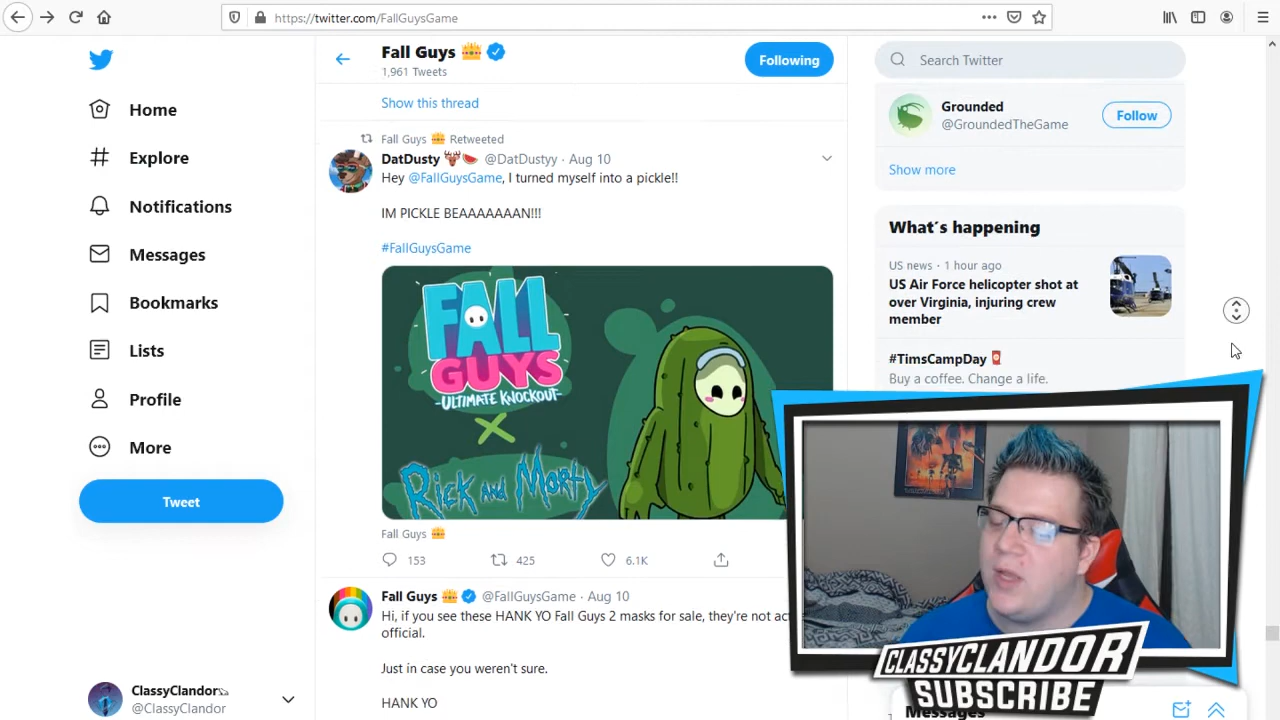 https://twitter.com/FallGuysGame
Fall Guys
1,961 Tweets
Following
Search Twitter
Home
Explore
Notifications
Messages
Bookmarks
Lists
Profile
More
Tweet
ClassyClandor
@ClassyClandor
Show this thread
Fall Guys Retweeted
DatDusty @DatDustyy · Aug 10
Hey @FallGuysGame, I turned myself into a pickle!!
IM PICKLE BEAAAAAAAN!!!
#FallGuysGame
FALL
GUYS
-ULTIMATE KNOCKOUT-
X
RICK AND MORTY
Fall Guys
153 425 6.1K
Fall Guys @FallGuysGame · Aug 10
Hi, if you see these HANK YO Fall Guys 2 masks for sale, they're not
official.
Just in case you weren't sure.
HANK YO
Grounded
@GroundedTheGame
Follow
Show more
What's happening
US news · 1 hour ago
US Air Force helicopter shot at
over Virginia, injuring crew
member
#TimsCampDay
Buy a coffee. Change a life.
CLASSYCLANDOR
SUBSCRIBE
Messages